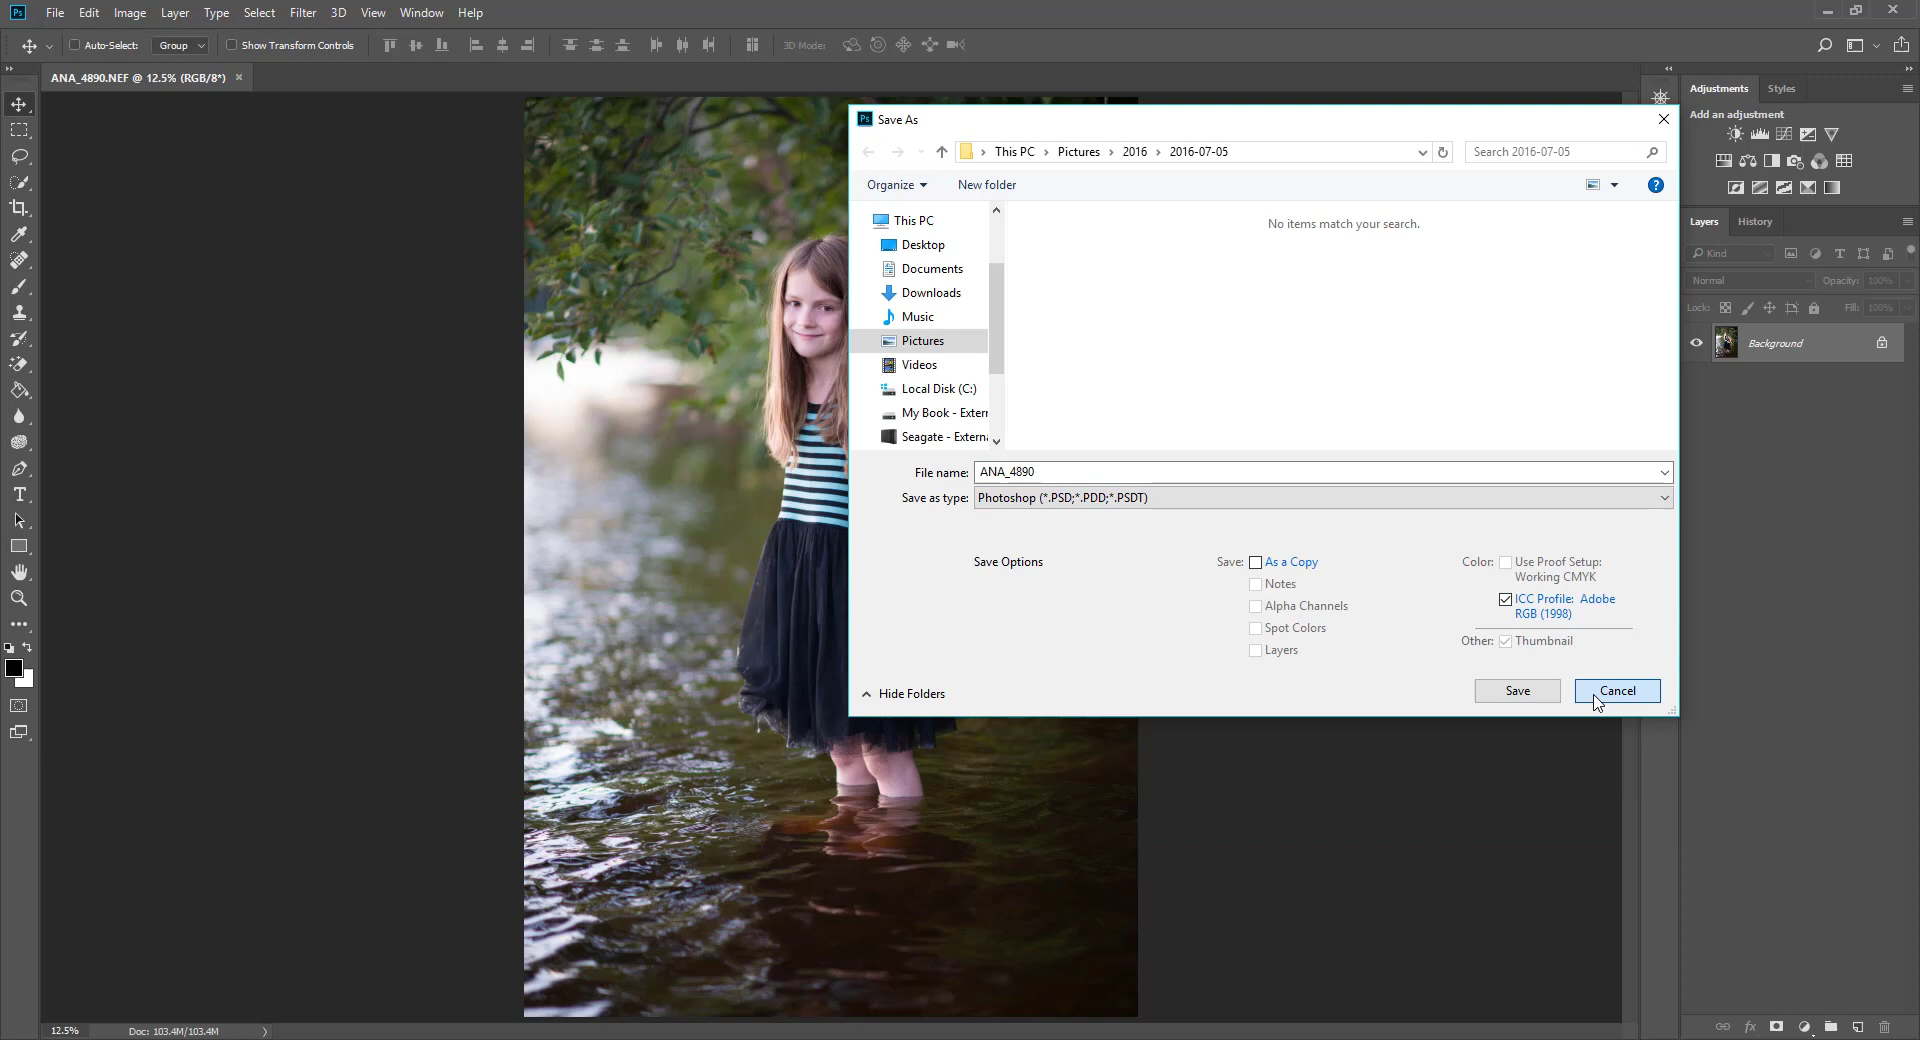 Ps File Edit Image Layer Type Select Filter 3D View Window Help
Auto-Select: Group Show Transform Controls 3D Mode:
ANA_4890.NEF @ 12.5% (RGB/8*) ×
Ps Save As
This PC > Pictures > 2016 > 2016-07-05
Search 2016-07-05
Organize
New folder
?
This PC
Desktop
Documents
Downloads
Music
Pictures
Videos
Local Disk (C:)
My Book - Extern
Seagate - Externa
No items match your search.
File name: ANA_4890
Save as type: Photoshop (*.PSD;*.PDD;*.PSDT)
Save Options
Save: As a Copy
Notes
Alpha Channels
Spot Colors
Layers
Color: Use Proof Setup:
Working CMYK
ICC Profile: Adobe
RGB (1998)
Other: Thumbnail
Hide Folders
Save
Cancel
Adjustments Styles
Add an adjustment
Layers History
Kind
Normal Opacity: 100%
Lock: Fill: 100%
Background
fx
12.5% Doc: 103.4M/103.4M